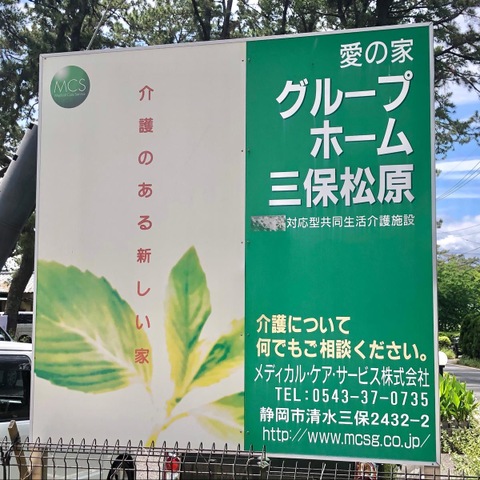 MCS
介護のある新しい家
愛の家
グループ
ホーム
三保松原
対応型共同生活介護施設
介護について
何でもご相談ください。
メディカル・ケア・サービス株式会社
TEL:0543-37-0735
静岡市清水三保2432-2
http://www.mcsg.co.jp/